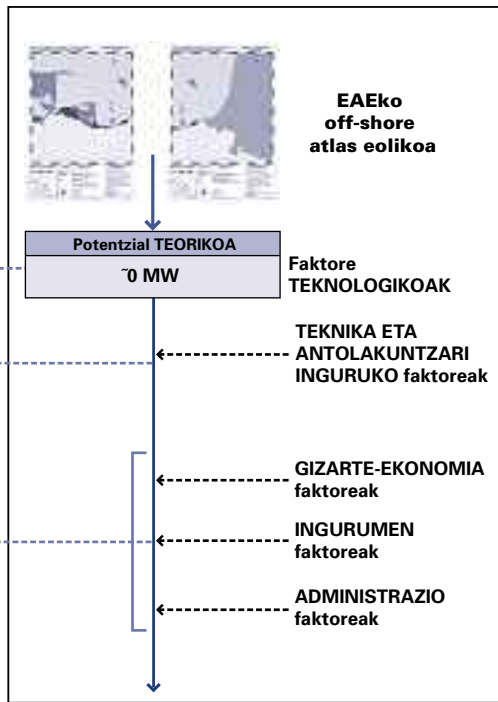 EAEko
off-shore
atlas eolikoa
Potentzial TEORIKOA
˜0 MW
Faktore
TEKNOLOGIKOAK
TEKNIKA ETA
ANTOLAKUNTZARI
INGURUKO faktoreak
GIZARTE-EKONOMIA
faktoreak
INGURUMEN
faktoreak
ADMINISTRAZIO
faktoreak